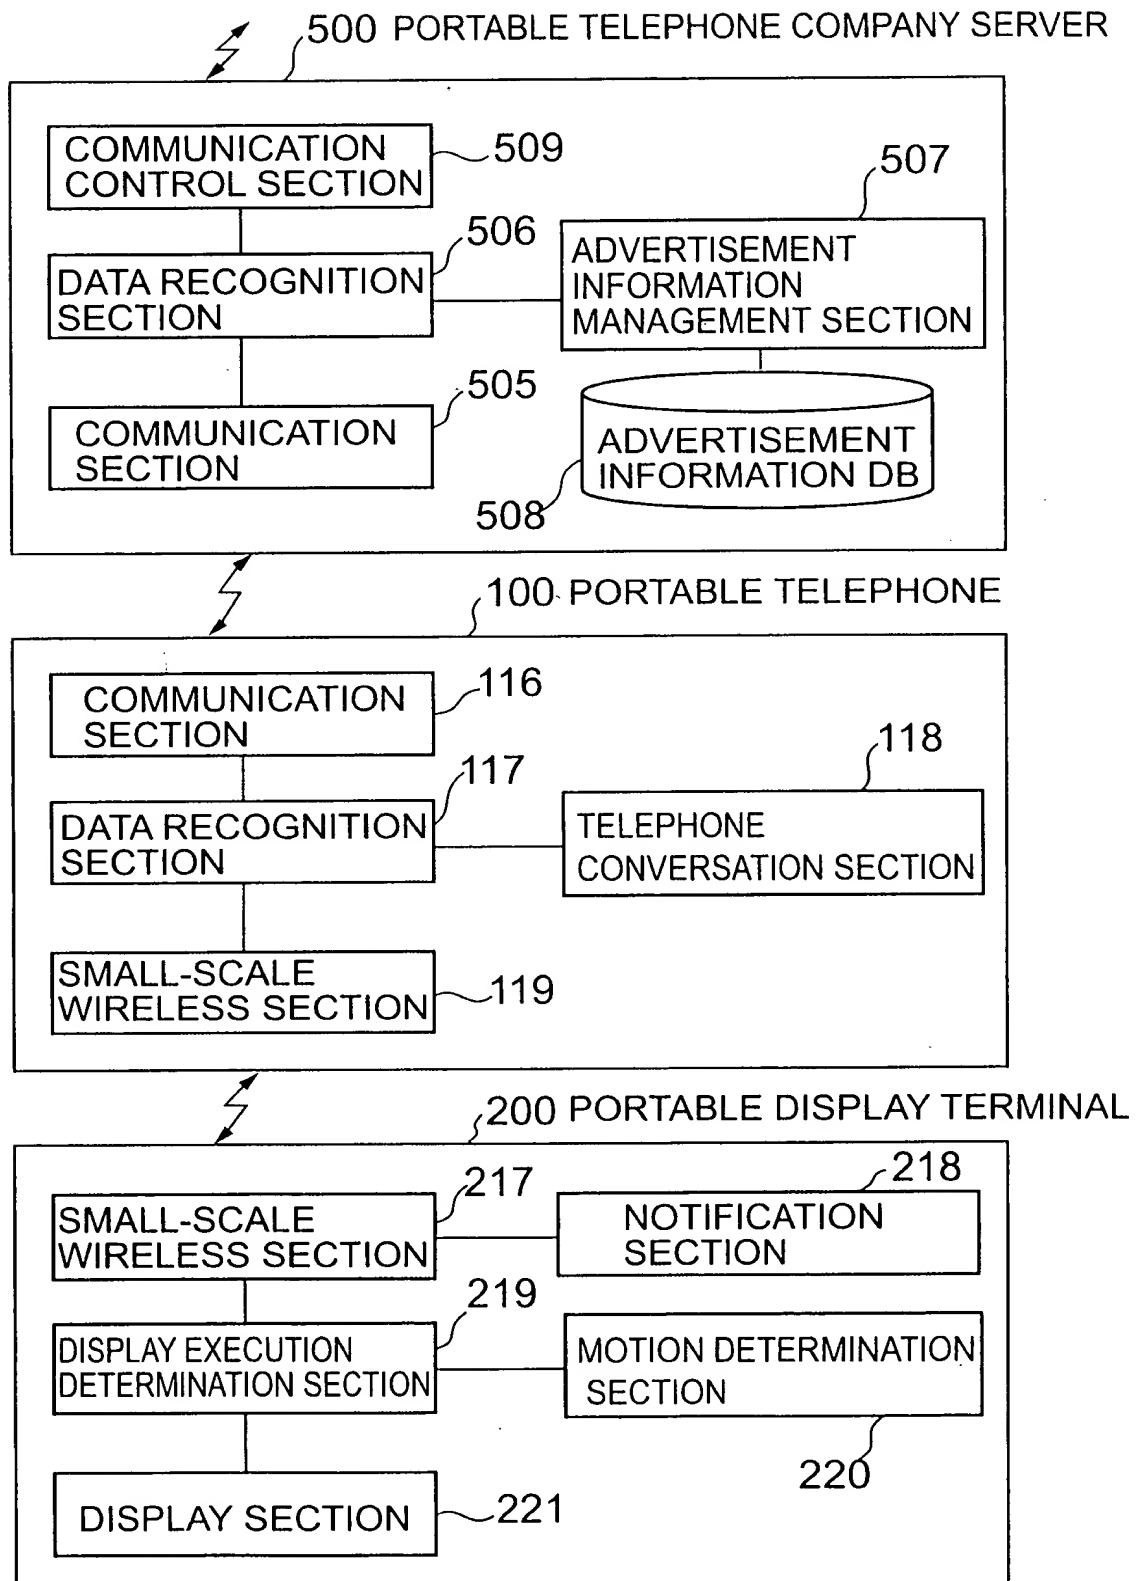 500 PORTABLE TELEPHONE COMPANY SERVER
COMMUNICATION
CONTROL SECTION
509
507
506
DATA RECOGNITION
SECTION
ADVERTISEMENT
INFORMATION
MANAGEMENT SECTION
505
COMMUNICATION
SECTION
ADVERTISEMENT
INFORMATION DB
508
100 PORTABLE TELEPHONE
COMMUNICATION
SECTION
116
118
117
DATA RECOGNITION
SECTION
TELEPHONE
CONVERSATION SECTION
SMALL-SCALE
WIRELESS SECTION
119
200 PORTABLE DISPLAY TERMINAL
217
218
SMALL-SCALE
WIRELESS SECTION
NOTIFICATION
SECTION
219
DISPLAY EXECUTION
DETERMINATION SECTION
MOTION DETERMINATION
SECTION
220
DISPLAY SECTION
221